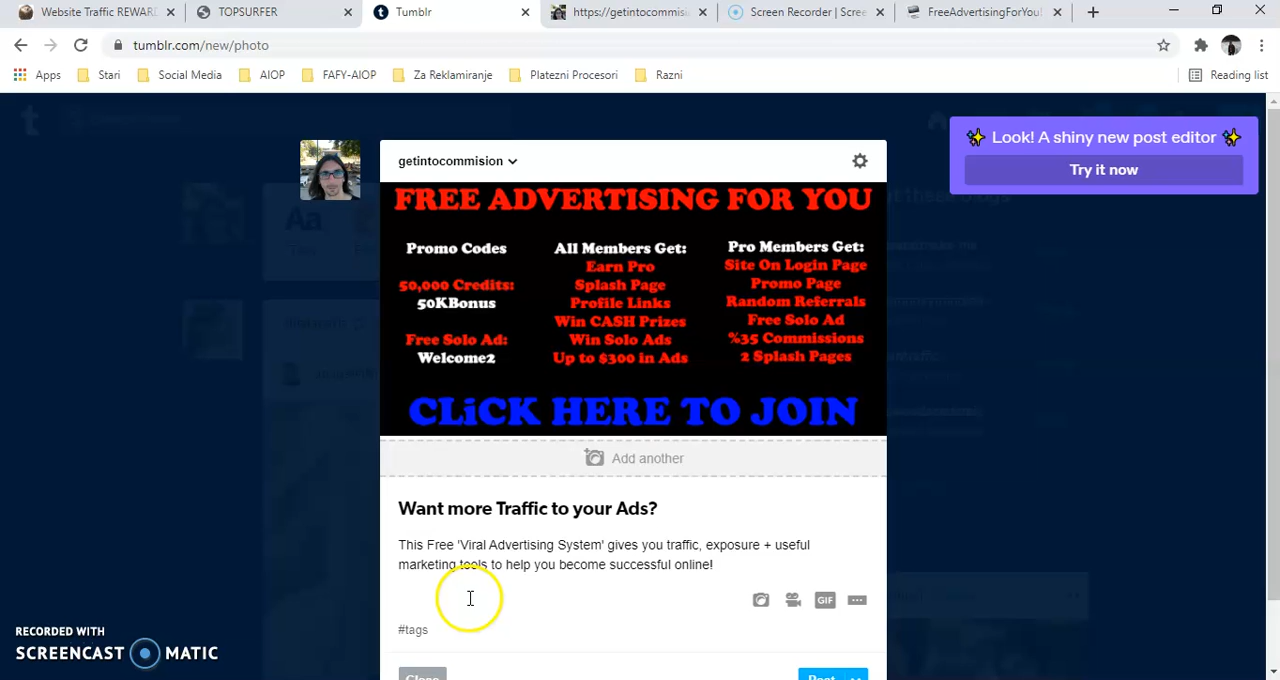 Website Traffic REWARD
TOPSURFER
Tumblr
https://getintocommisi
Screen Recorder | Scree
FreeAdvertisingForYou!
tumblr.com/new/photo
Apps
Stari
Social Media
AIOP
FAFY-AIOP
Za Reklamiranje
Platezni Procesori
Razni
Reading list
Look! A shiny new post editor
Try it now
getintocommision
FREE ADVERTISING FOR YOU
Promo Codes
50,000 Credits:
50KBonus
Free Solo Ad:
Welcome2
All Members Get:
Earn Pro
Splash Page
Profile Links
Win CASH Prizes
Win Solo Ads
Up to $300 in Ads
Pro Members Get:
Site On Login Page
Promo Page
Random Referrals
Free Solo Ad
%35 Commissions
2 Splash Pages
CLiCK HERE TO JOIN
Add another
Want more Traffic to your Ads?
This Free 'Viral Advertising System' gives you traffic, exposure + useful
marketing tools to help you become successful online!
GIF
#tags
Close
Post
RECORDED WITH
SCREENCAST MATIC